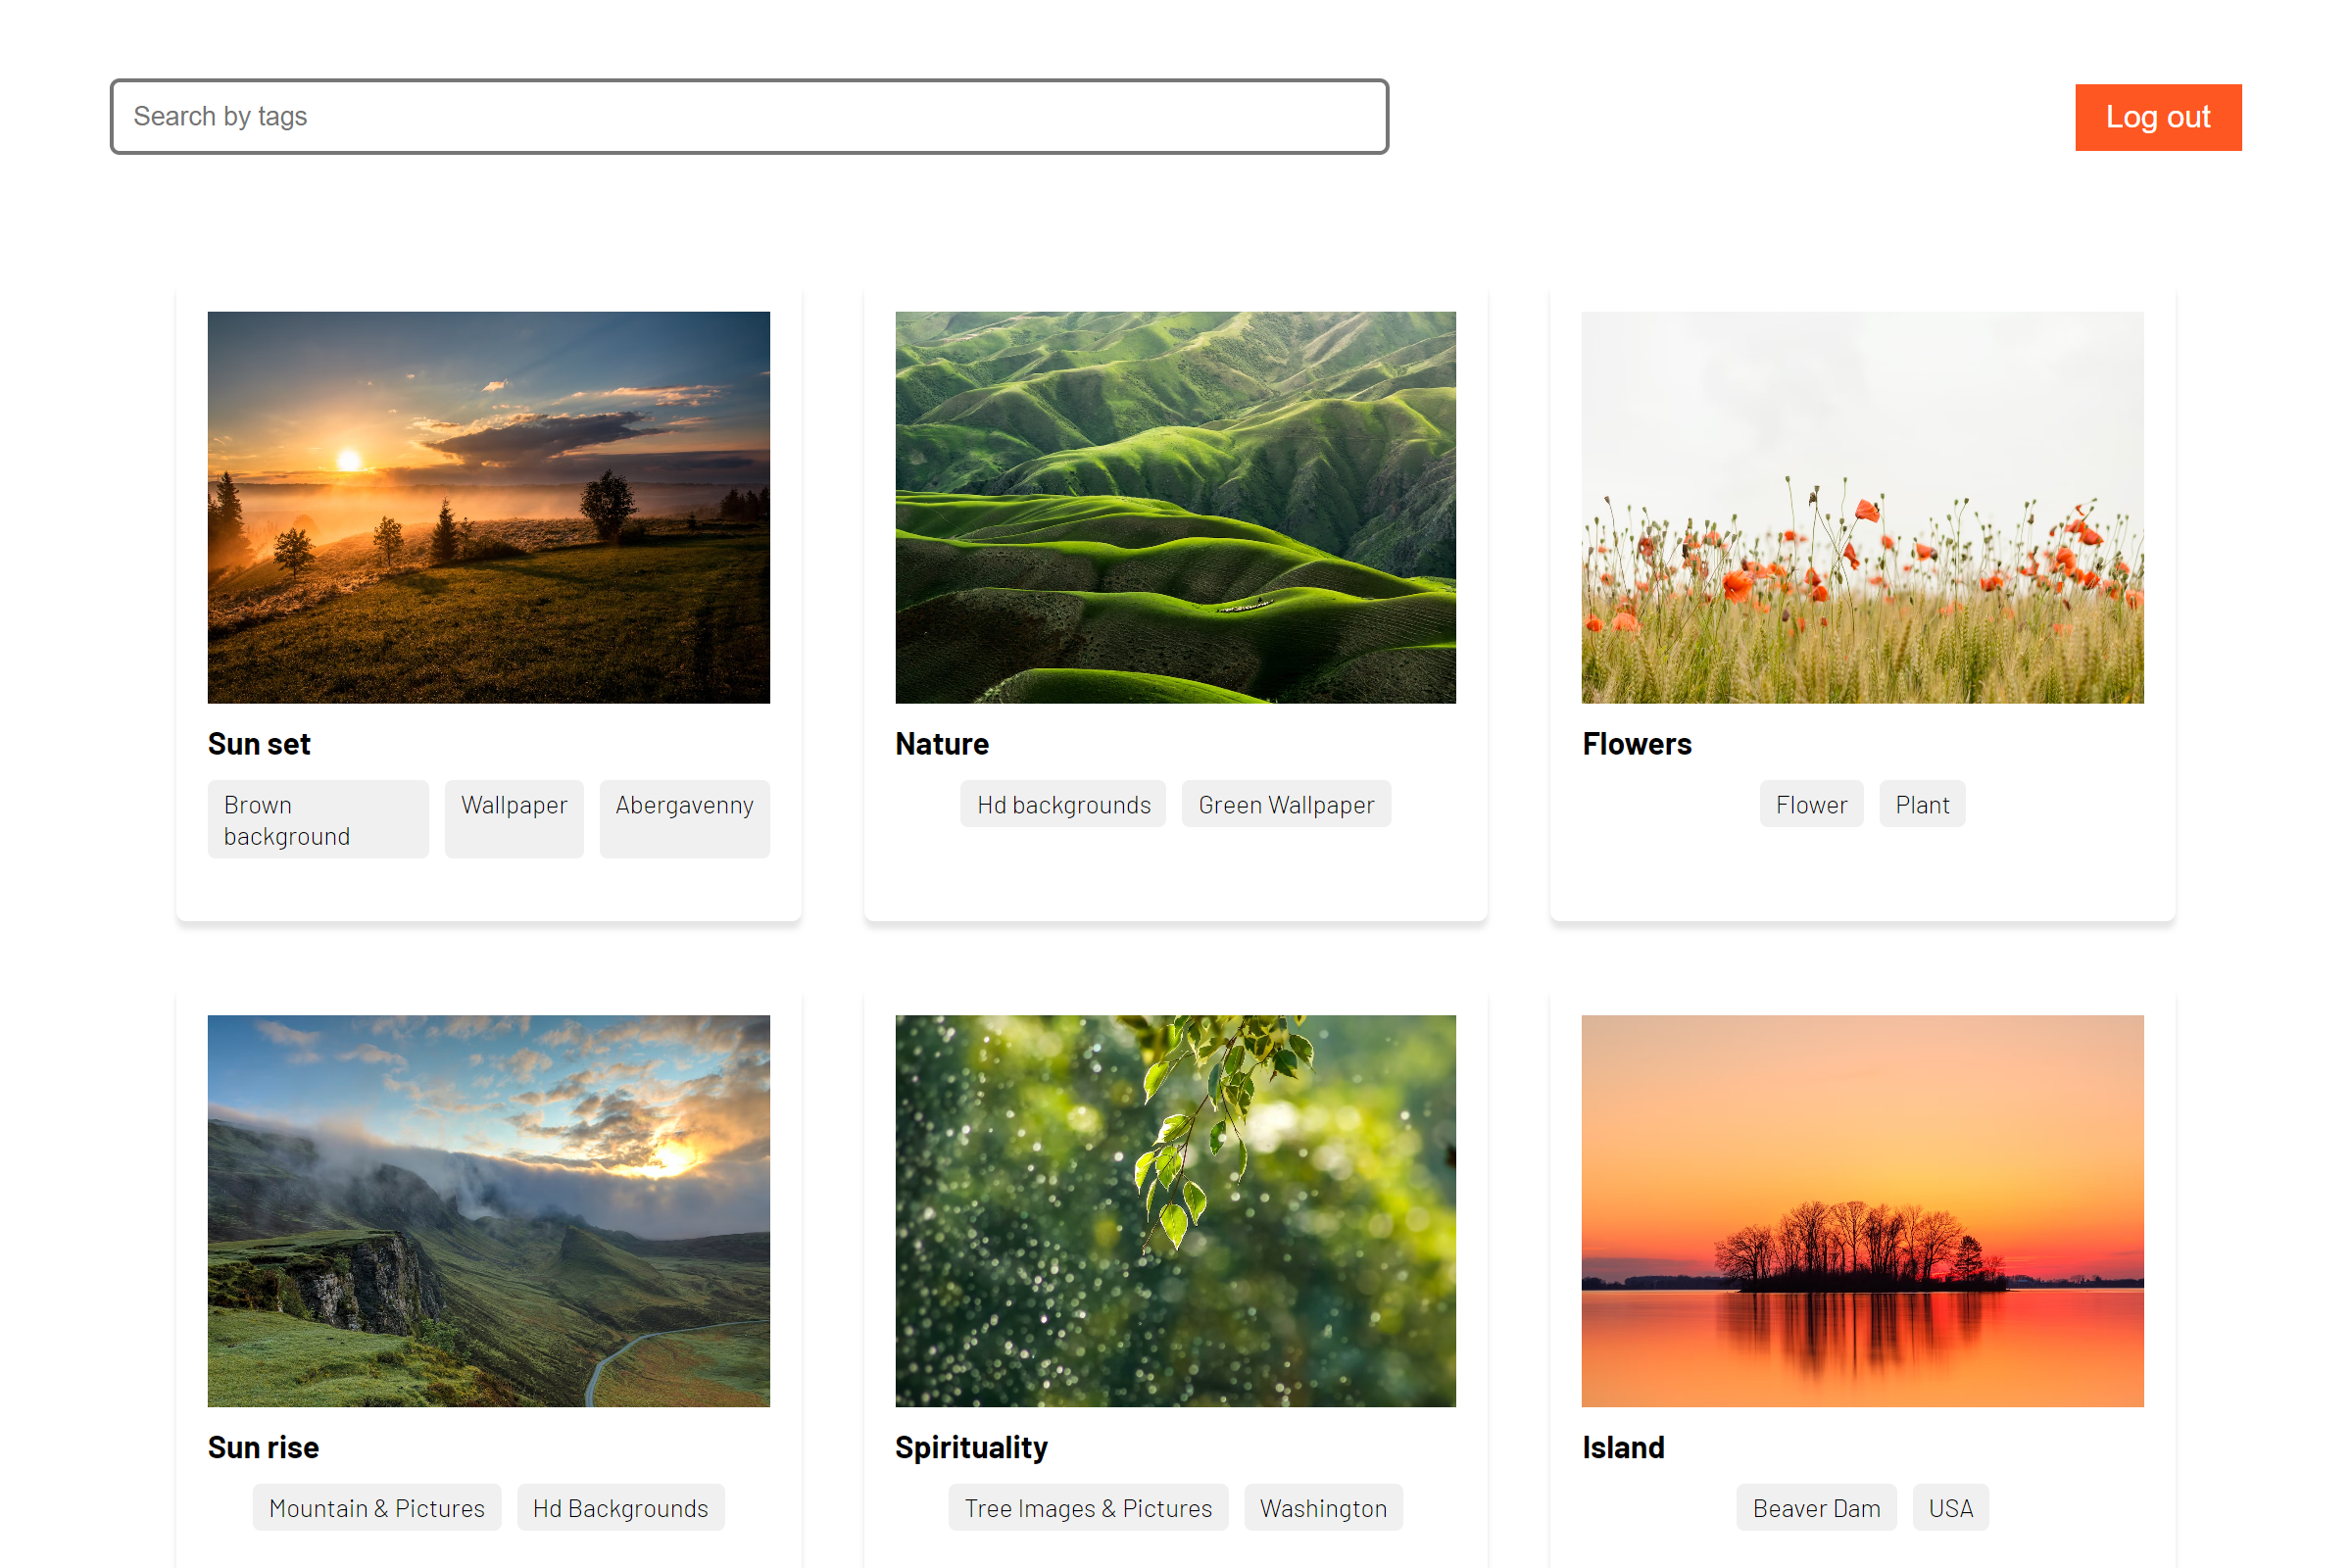 Search by tags
Log out
Sun set
Brown background
Wallpaper
Abergavenny
Nature
Hd backgrounds
Green Wallpaper
Flowers
Flower
Plant
Sun rise
Mountain & Pictures
Hd Backgrounds
Spirituality
Tree Images & Pictures
Washington
Island
Beaver Dam
USA